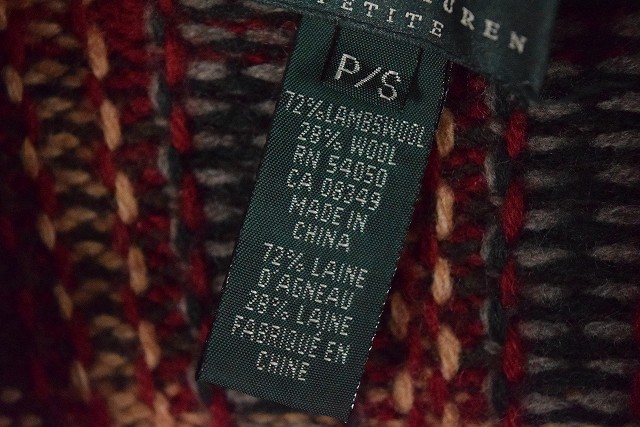 UREN
PETITE
P/S
72% LAMBSWOOL
28% WOOL
RN 54050
CA 08349
MADE IN
CHINA
72% LAINE
D'AGNEAU
28% LAINE
FABRIQUÉ EN
CHINE